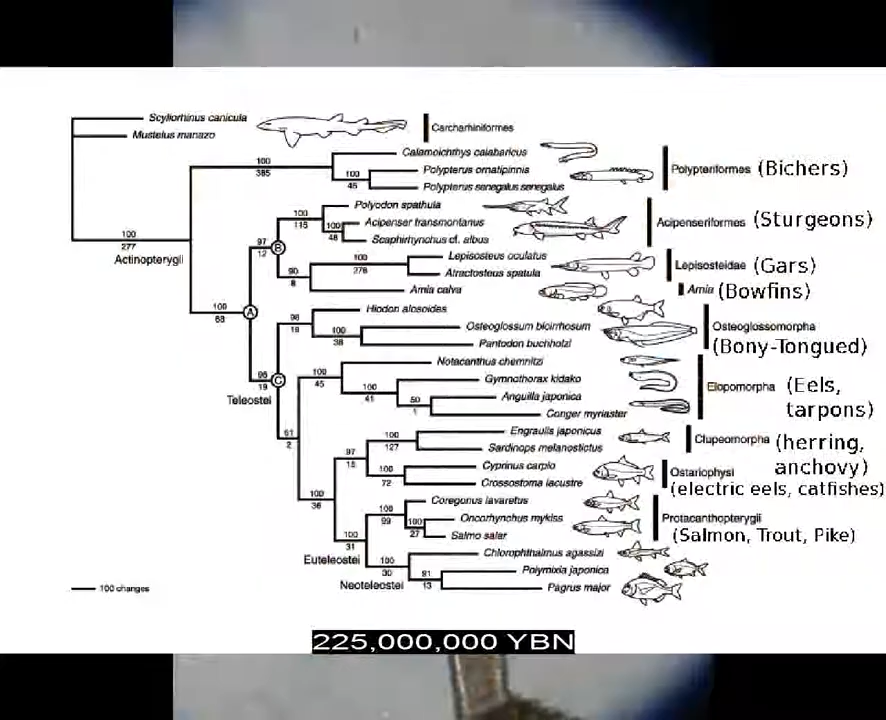 Scyliorhinus canicula
Mustelus manazo
Carcharhiniformes
Calamoichthys calabaricus
Polypterus ornatipinnis
Polypterus senegalus senegalus
Polypteriformes (Bichers)
100
385
100
45
Polyodon spathula
Acipenser transmontanus
Scaphirhynchus cf. albus
Acipenseriformes (Sturgeons)
100
115
100
48
100
277
Actinopterygii
97
12
B
Lepisosteus oculatus
Atractosteus spatula
Lepisosteidae (Gars)
100
276
90
8
Amia calva
Amia (Bowfins)
100
63
A
Hiodon alosoides
Osteoglossum bicirrhosum
Pantodon buchholzi
Osteoglossomorpha
(Bony-Tongued)
98
19
100
38
95
19
C
Teleostei
Notacanthus chemnitzi
Gymnothorax kidako
Anguilla japonica
Conger myriaster
Elopomorpha (Eels,
tarpons)
100
45
100
41
50
1
61
2
Engraulis japonicus
Sardinops melanostictus
Clupeomorpha (herring,
anchovy)
100
127
97
15
Cyprinus carpio
Crossostoma lacustre
Ostariophysi
(electric eels, catfishes)
100
72
100
36
Coregonus lavaretus
Oncorhynchus mykiss
Salmo salar
Protacanthopterygii
(Salmon, Trout, Pike)
100
99
100
27
100
31
Euteleostei
Chlorophthalmus agassizi
Polymixia japonica
Pagrus major
100
30
Neoteleostei
91
13
100 changes
225,000,000 YBN